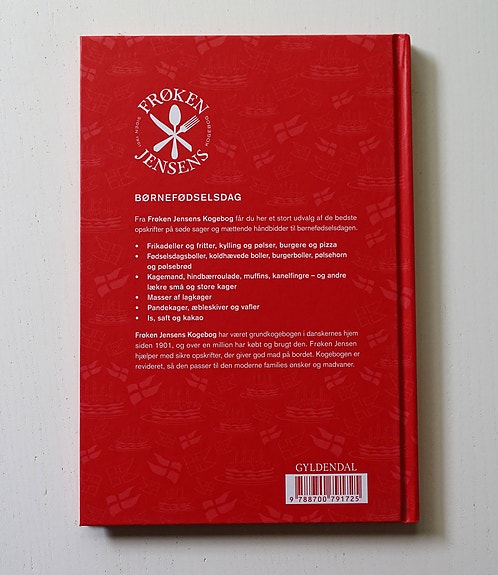 FRØKEN
SIDEN 1901
KOGEBOG
JENSENS
BØRNEFØDSELSDAG
Fra Frøken Jensens Kogebog får du her et stort udvalg af de bedste
opskrifter på søde sager og mættende håndbidder til børnefødselsdagen.
• Frikadeller og fritter, kylling og pølser, burgere og pizza
• Fødselsdagsboller, koldhævede boller, burgerboller, pølsehorn
og pølsebrød
• Kagemand, hindbærroulade, muffins, kanelfingre – og andre
lækre små og store kager
• Masser af lagkager
• Pandekager, æbleskiver og vafler
• Is, saft og kakao
Frøken Jensens Kogebog har været grundkogebogen i danskernes hjem
siden 1901, og over en million har købt og brugt den. Frøken Jensen
hjælper med sikre opskrifter, der giver god mad på bordet. Kogebogen er
revideret, så den passer til den moderne families ønsker og madvaner.
GYLDENDAL
9 788700 791725